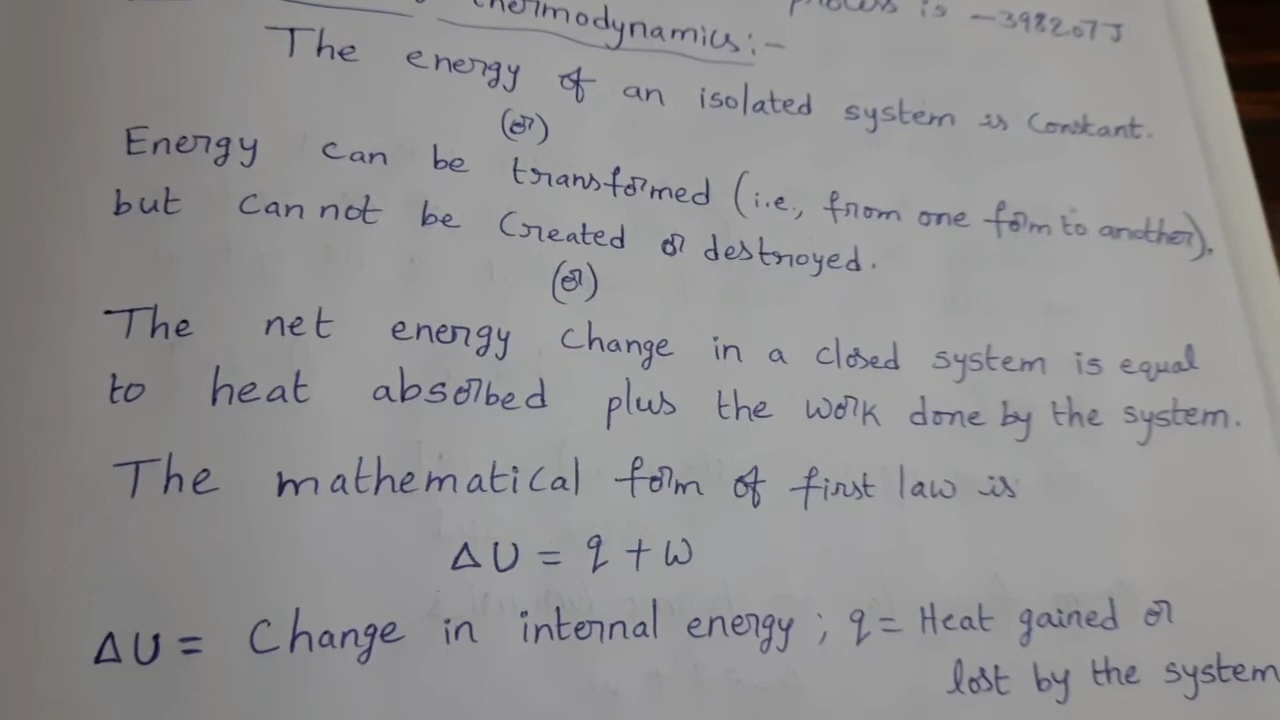 thermodynamics:-
process is -398207J
The energy of an isolated system is constant.
(or)
Energy can be transformed (i.e., from one form to another),
but can not be created or destroyed.
(or)
The net energy change in a closed system is equal
to heat absorbed plus the work done by the system.
The mathematical form of first law is
ΔU = q + w
ΔU = Change in internal energy ; q = Heat gained or
lost by the system